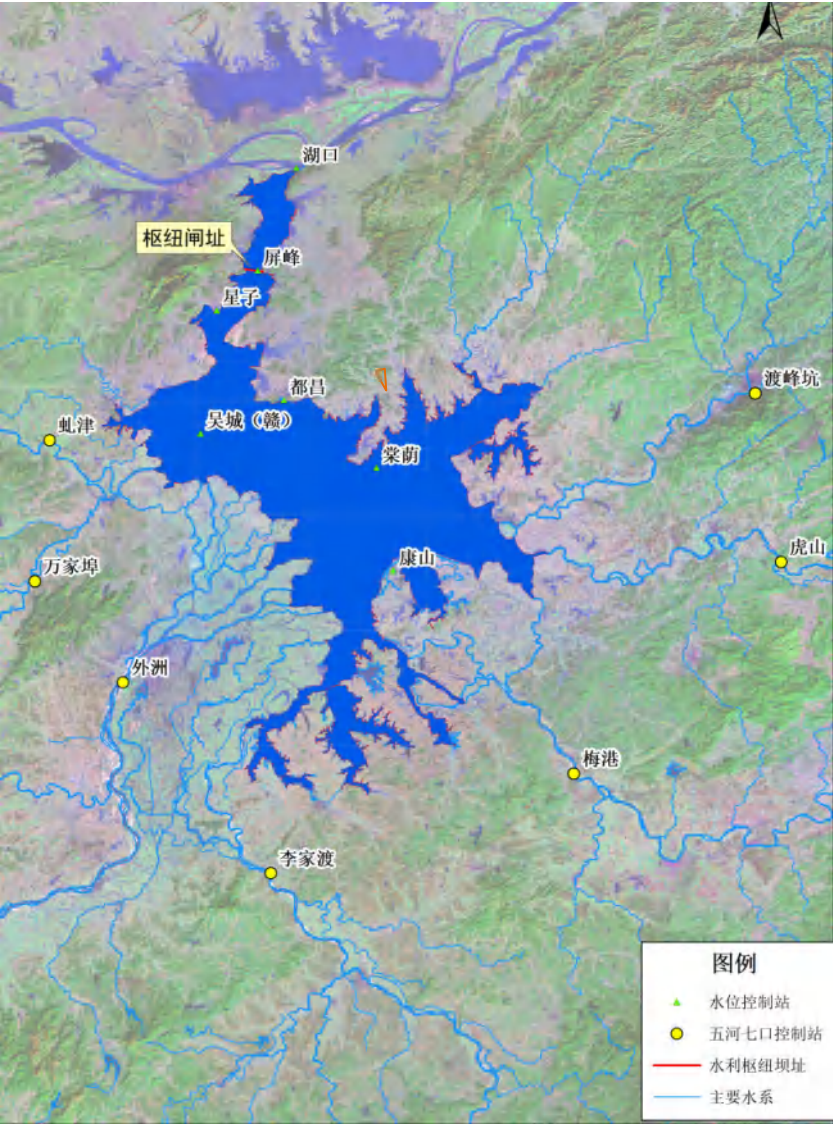 湖口
枢纽闸址
屏峰
星子
都昌
渡峰坑
吴城（赣）
虬津
棠荫
康山
虎山
万家埠
外洲
梅港
李家渡
图例
水位控制站
五河七口控制站
水利枢纽坝址
主要水系